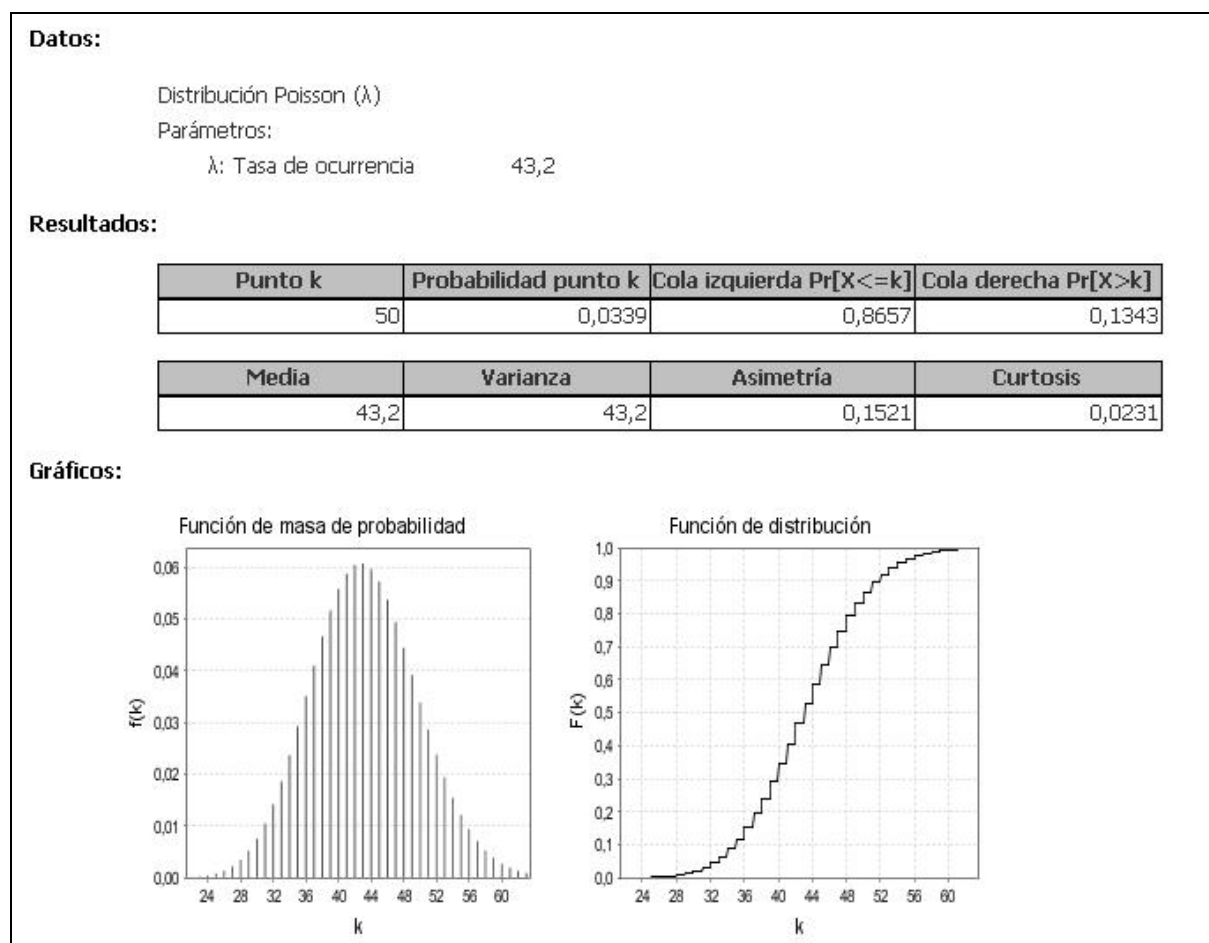 Datos:
Distribución Poisson (λ)
Parámetros:
λ: Tasa de ocurrencia 43,2
Resultados:
Punto k Probabilidad punto k Cola izquierda Pr[X<=k] Cola derecha Pr[X>k]
50 0,0339 0,8657 0,1343
Media Varianza Asimetría Curtosis
43,2 43,2 0,1521 0,0231
Gráficos:
Función de masa de probabilidad
0,06
0,05
0,04
0,03
0,02
0,01
0,00
f(k)
24 28 32 36 40 44 48 52 56 60
k
Función de distribución
1,0
0,9
0,8
0,7
0,6
0,5
0,4
0,3
0,2
0,1
0,0
F(k)
24 28 32 36 40 44 48 52 56 60
k